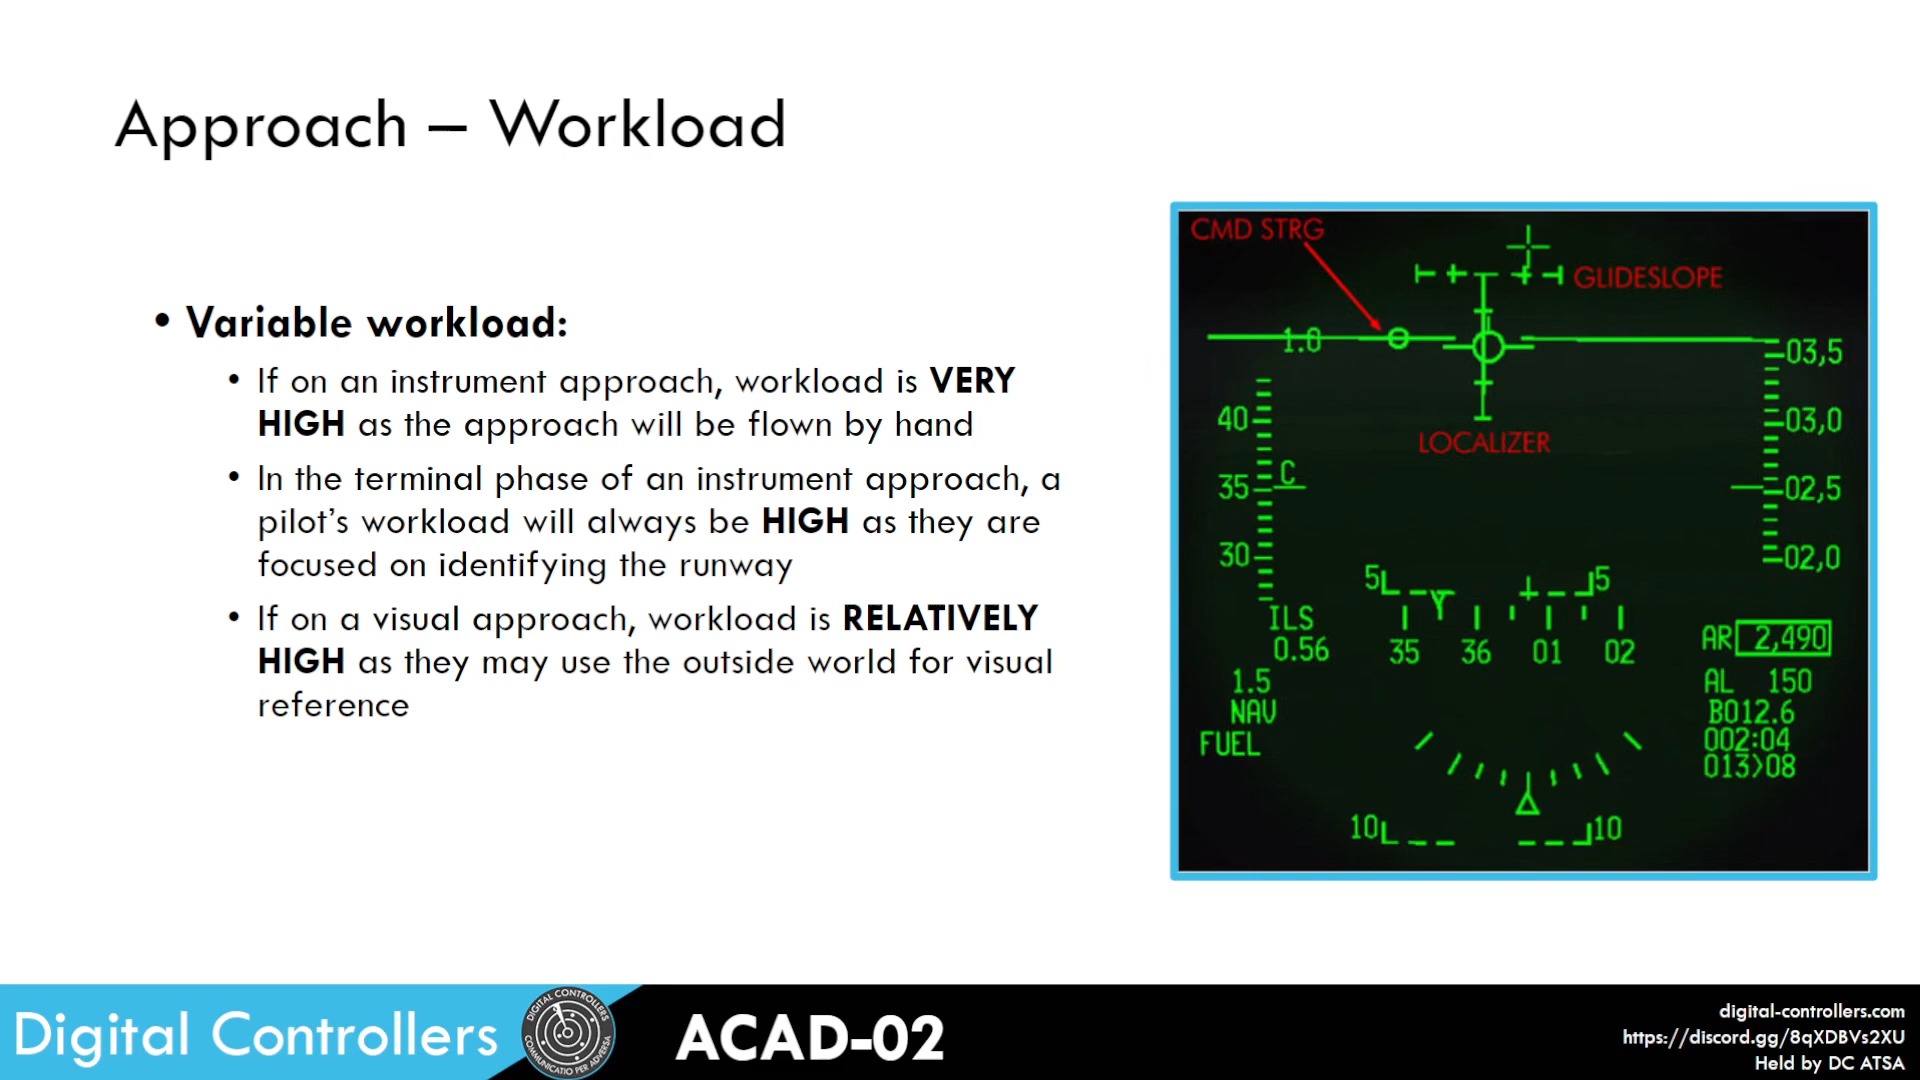 Approach – Workload
• Variable workload:
• If on an instrument approach, workload is VERY
HIGH as the approach will be flown by hand
• In the terminal phase of an instrument approach, a
pilot’s workload will always be HIGH as they are
focused on identifying the runway
• If on a visual approach, workload is RELATIVELY
HIGH as they may use the outside world for visual
reference
CMD STRG
GLIDESLOPE
1.0
03,5
40
03,0
LOCALIZER
C
35
02,5
30
02,0
5 5
ILS
0.56
35 36 01 02
AR 2,490
1.5
AL 150
NAV
BO12.6
FUEL
002:04
013>08
10 10
Digital Controllers
DIGITAL CONTROLLERS
COMMUNICATIO PER ADVERSA
ACAD-02
digital-controllers.com
https://discord.gg/8qXDBVs2XU
Held by DC ATSA